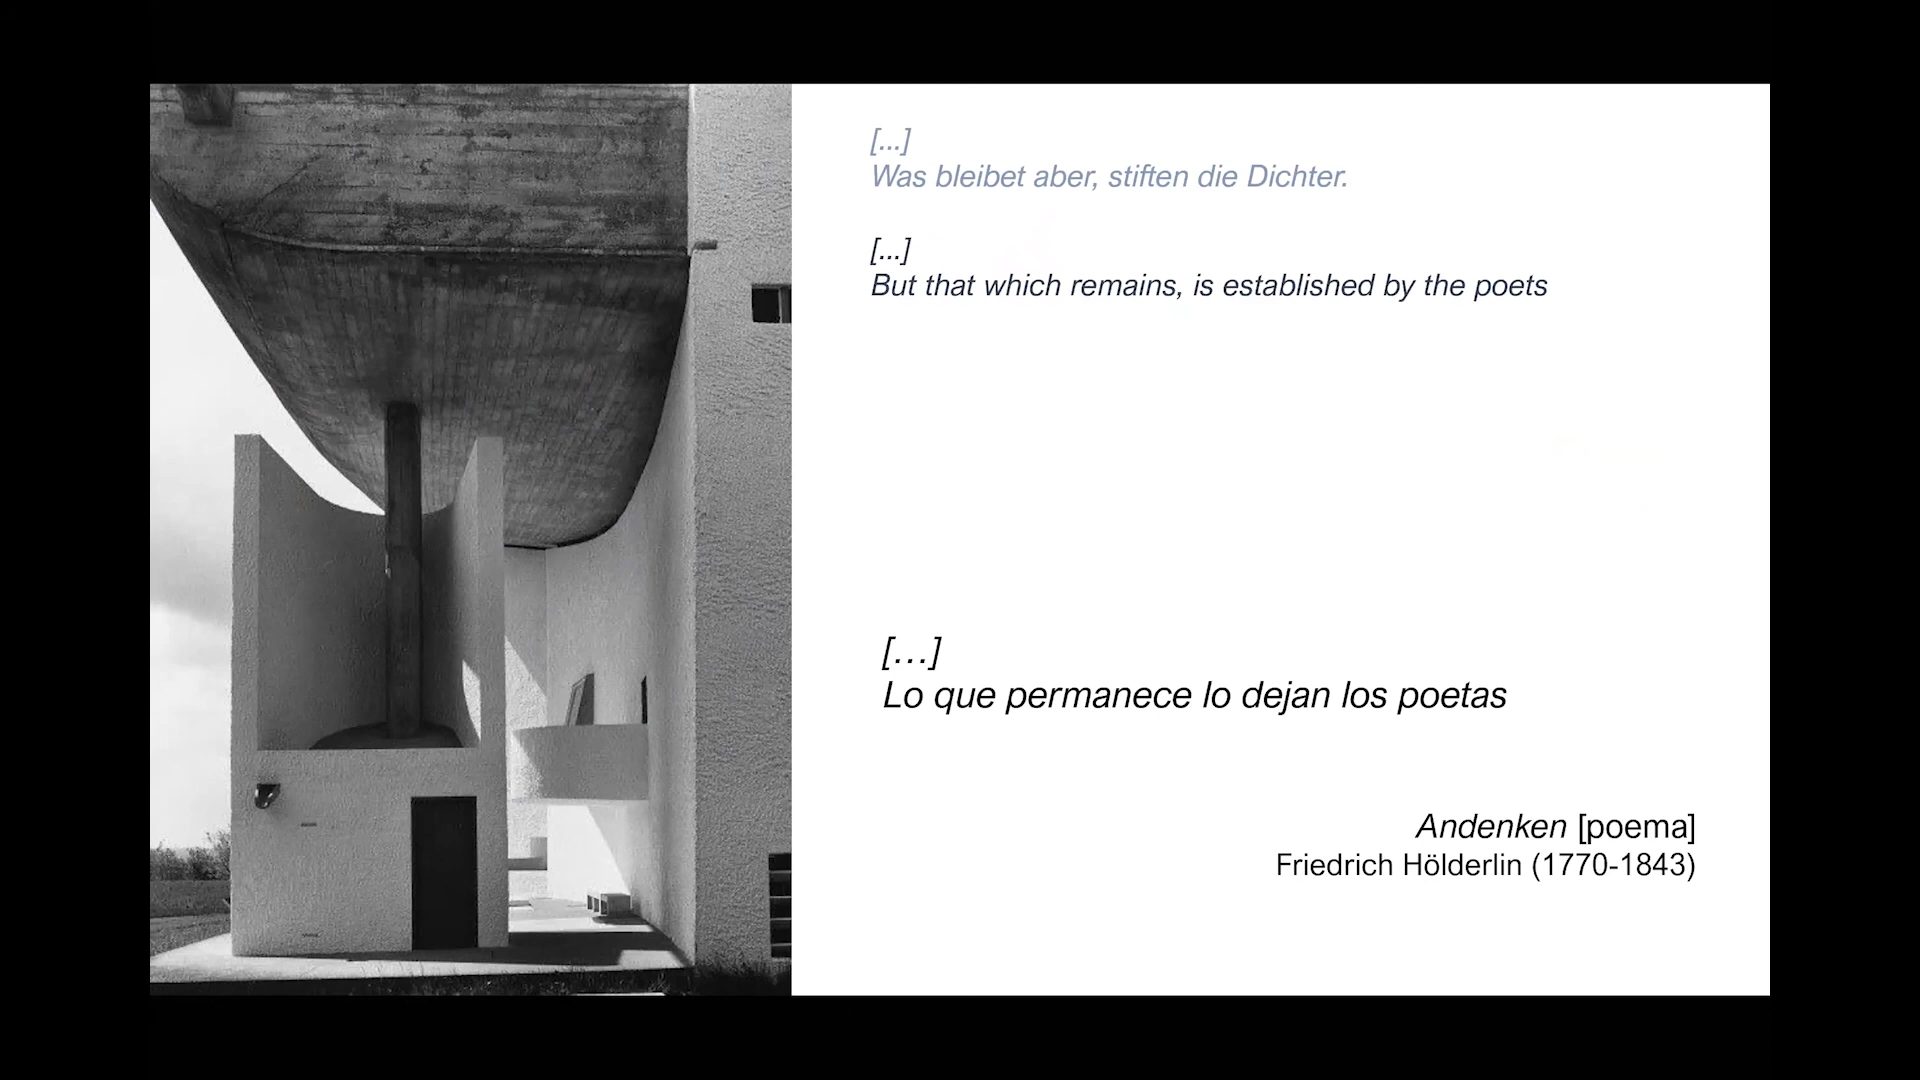 [...]
Was bleibet aber, stiften die Dichter.
[...]
But that which remains, is established by the poets
[…]
Lo que permanece lo dejan los poetas
Andenken [poema]
Friedrich Hölderlin (1770-1843)